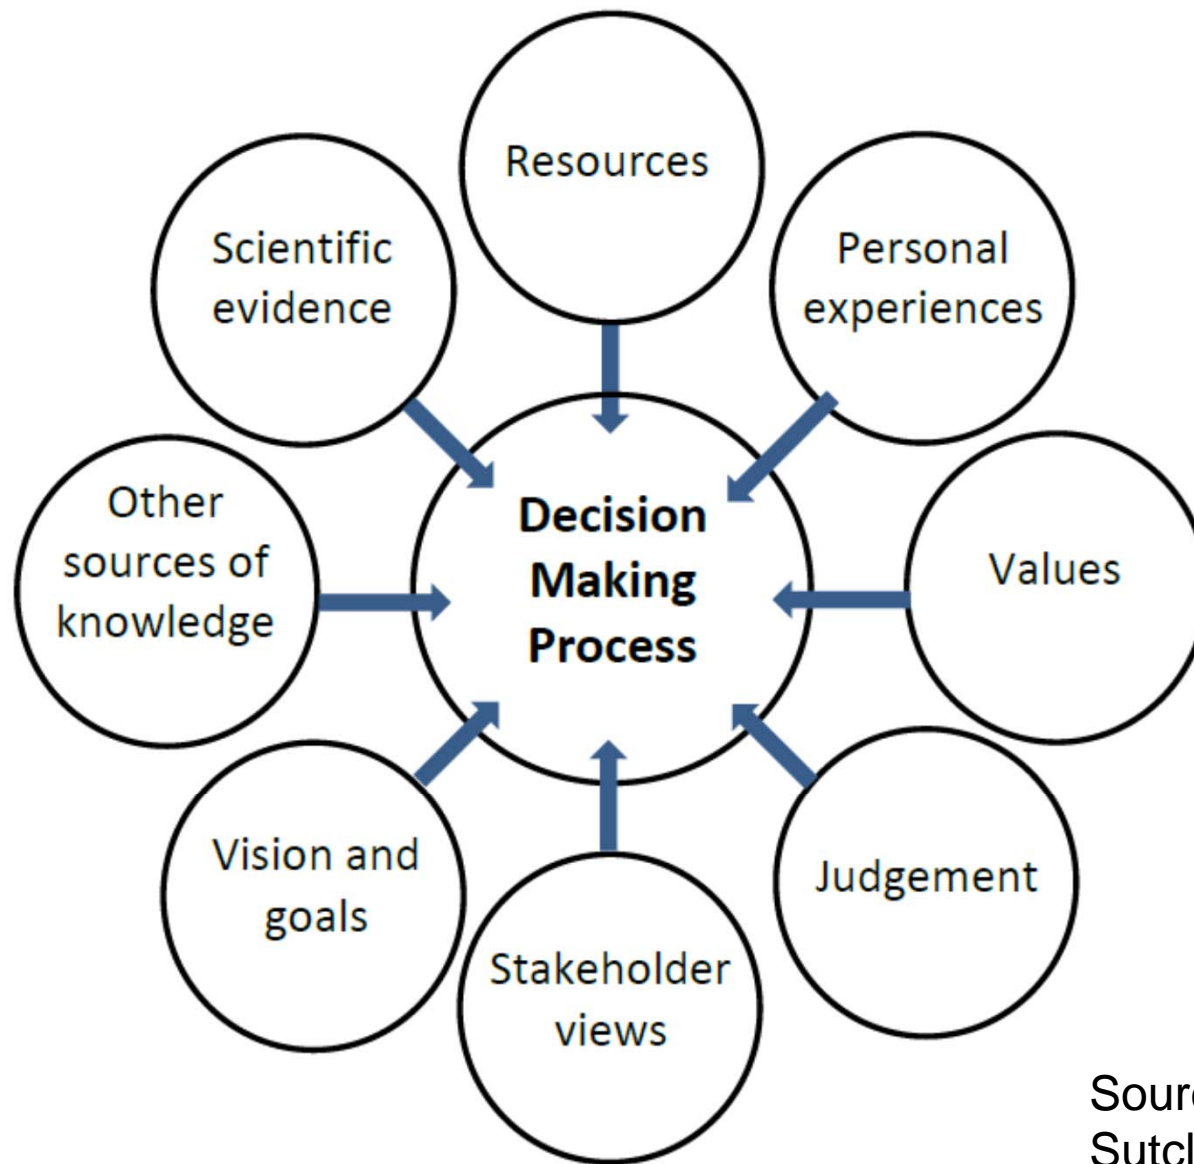 Resources
Scientific
evidence
Personal
experiences
Other
sources of
knowledge
Decision
Making
Process
Values
Vision and
goals
Stakeholder
views
Judgement